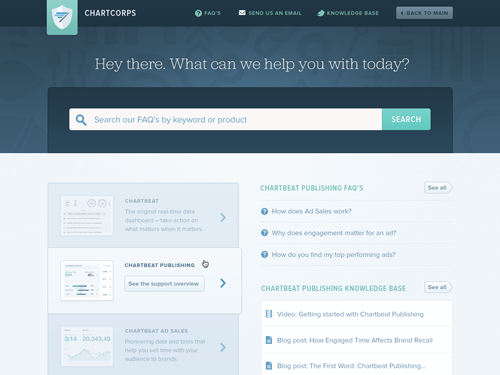 CHARTCORPS
FAQ'S
SEND US AN EMAIL
KNOWLEDGE BASE
BACK TO MAIN
Hey there. What can we help you with today?
Search our FAQ's by keyword or product
SEARCH
CHARTBEAT
The original real-time data
dashboard – take action on
what matters when it matters.
CHARTBEAT PUBLISHING
See the support overview
CHARTBEAT AD SALES
3:14 20,343,49
Pioneering data and tools that
help you sell time with your
audience to brands.
CHARTBEAT PUBLISHING FAQ'S
See all
How does Ad Sales work?
Why does engagement matter for an ad?
How do you find my top performing ads?
CHARTBEAT PUBLISHING KNOWLEDGE BASE
See all
Video: Getting started with Chartbeat Publishing
Blog post: How Engaged Time Affects Brand Recall
Blog post: The First Word: Chartbeat Publishing...